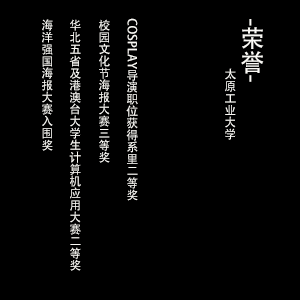 -荣誉-
太原工业大学
COSPLAY导演职位获得系里二等奖
校园文化节海报大赛三等奖
华北五省及港澳台大学生计算机应用大赛二等奖
海洋强国海报大赛入围奖